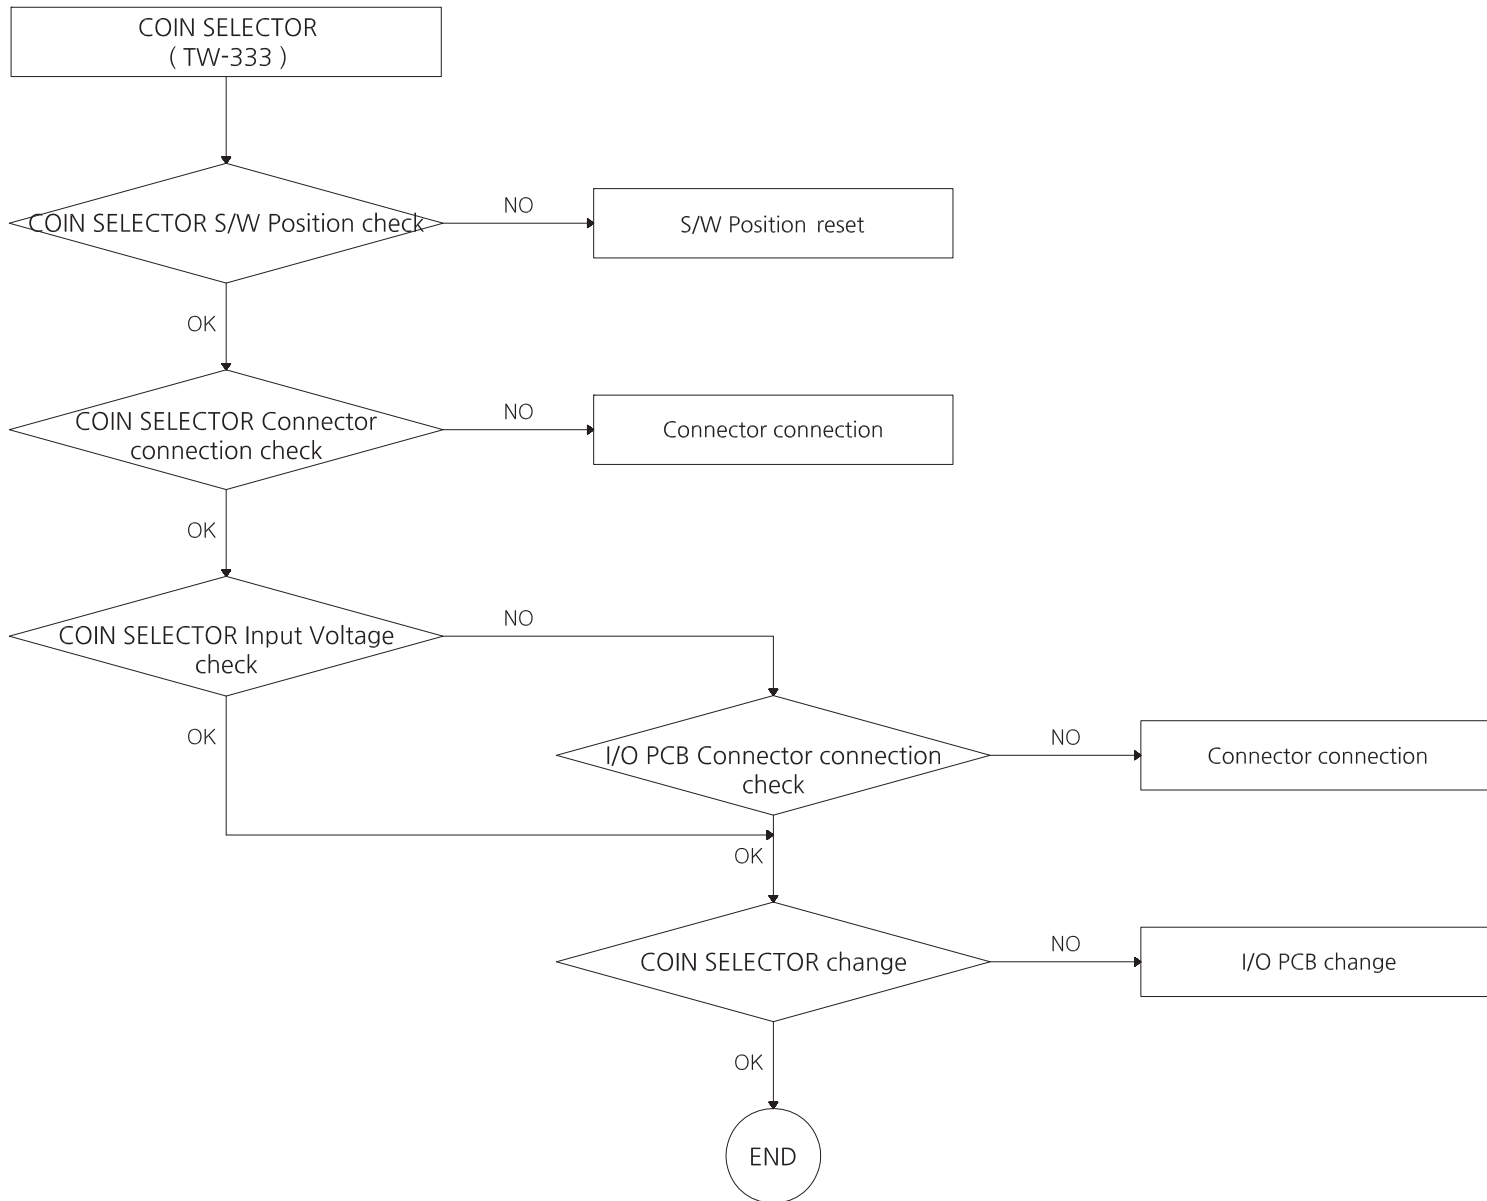 COIN SELECTOR
( TW-333 )
COIN SELECTOR S/W Position check
NO
S/W Position reset
OK
COIN SELECTOR Connector
connection check
NO
Connector connection
OK
COIN SELECTOR Input Voltage
check
NO
OK
I/O PCB Connector connection
check
NO
Connector connection
OK
COIN SELECTOR change
NO
I/O PCB change
OK
END